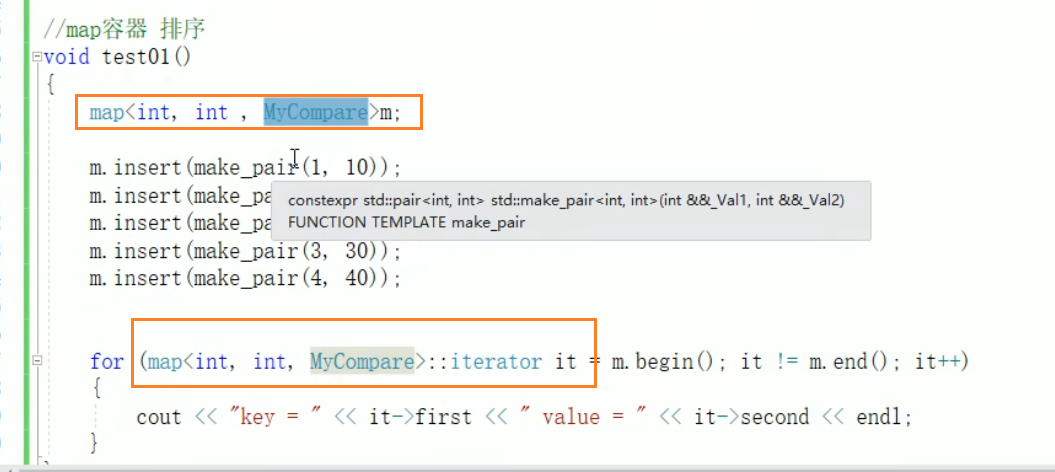 //map容器 排序
void test01()
{
map<int, int , MyCompare>m;
m.insert(make_pair(1, 10));
m.insert(make_pa
constexpr std::pair<int, int> std::make_pair<int, int>(int &&_Val1, int &&_Val2)
m.insert(make_pa
FUNCTION TEMPLATE make_pair
m.insert(make_pair(3, 30));
m.insert(make_pair(4, 40));
for (map<int, int, MyCompare>::iterator it = m.begin(); it != m.end(); it++)
{
cout << "key = " << it->first << " value = " << it->second << endl;
}